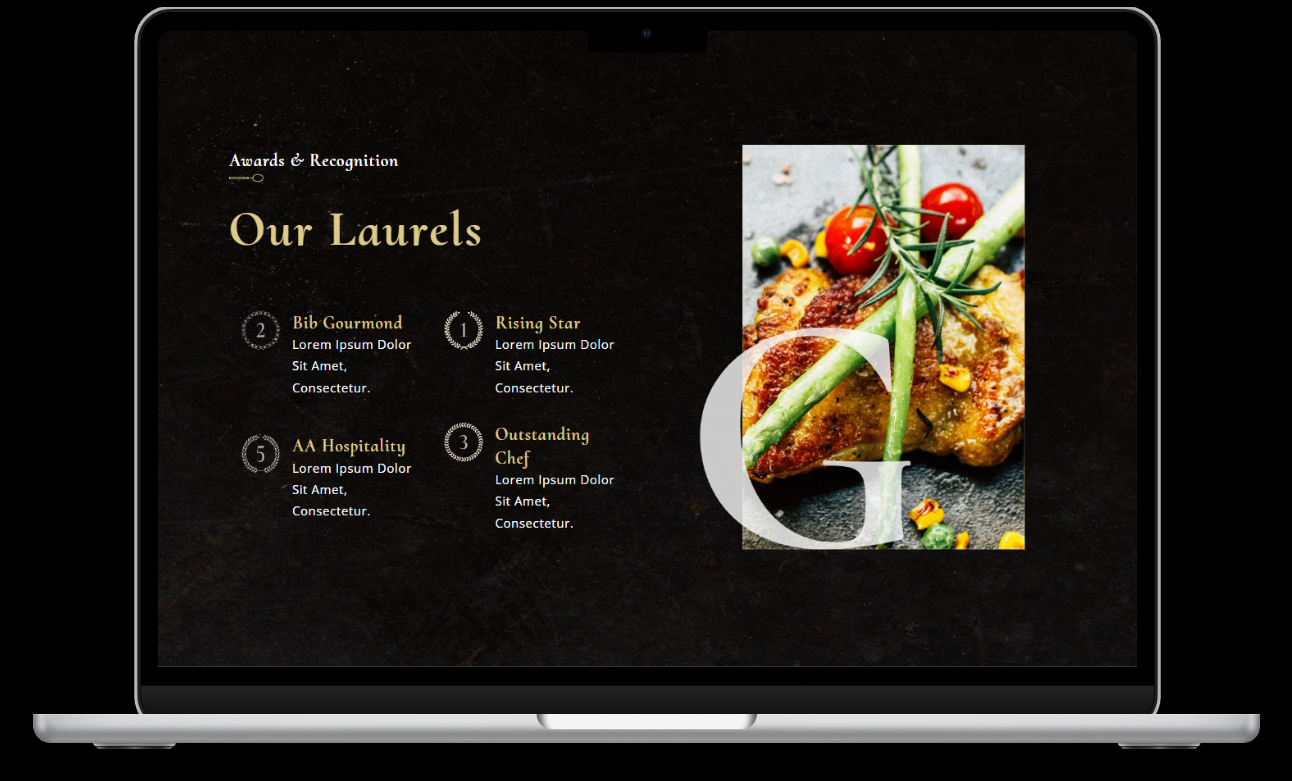 Awards & Recognition
Our Laurels
2
Bib Gourmond
Lorem Ipsum Dolor
Sit Amet,
Consectetur.
1
Rising Star
Lorem Ipsum Dolor
Sit Amet,
Consectetur.
5
AA Hospitality
Lorem Ipsum Dolor
Sit Amet,
Consectetur.
3
Outstanding
Chef
Lorem Ipsum Dolor
Sit Amet,
Consectetur.
G